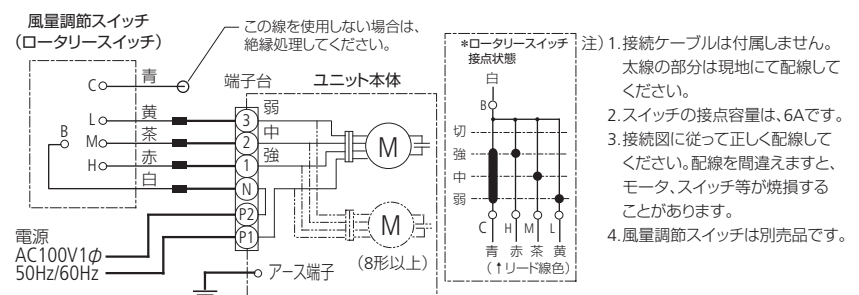 風量調節スイッチ
(ロータリースイッチ)
この線を使用しない場合は、
絶縁処理してください。
C
青
端子台
ユニット本体
L
黄
3
弱
B
M
茶
2
中
H
赤
1
強
白
N
P2
P1
M
M
(8形以上)
電源
AC100V1φ
50Hz/60Hz
アース端子
*ロータリースイッチ
接点状態
白
B
切
強
中
弱
C
H
M
L
青 赤 茶 黄
(↑リード線色)
注)1.接続ケーブルは付属しません。
太線の部分は現地にて配線して
ください。
2.スイッチの接点容量は、6Aです。
3.接続図に従って正しく配線して
ください。配線を間違えますと、
モータ、スイッチ等が焼損する
ことがあります。
4.風量調節スイッチは別売品です。